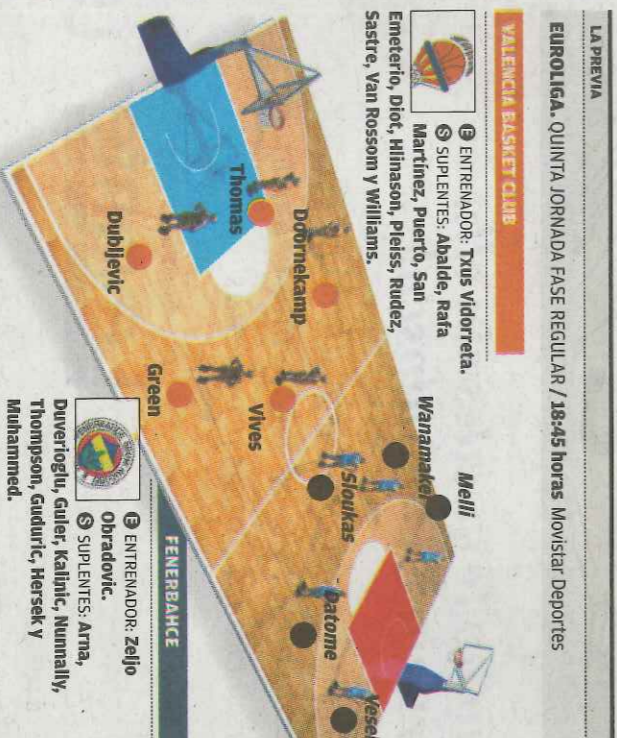 LA PREVIA
EUROLIGA. QUINTA JORNADA FASE REGULAR / 18:45 horas Movistar Deportes
VALENCIA BASKET CLUB
E ENTRENADOR: Txus Vidorreta.
S SUPLENTES: Abalde, Rafa
Martínez, Puerto, San
Emeterio, Diot, Hlinason, Pleiss, Rudez,
Sastre, Van Rossom y Williams.
Doornekamp
Thomas
Dubljevic
Vives
Green
Melli
Wanamaker
Sloukas
Datome
Vesel
FENERBAHCE
E ENTRENADOR: Zeljo
Obradovic.
S SUPLENTES: Arna,
Duverioglu, Guler, Kalinic, Nunnally,
Thompson, Guduric, Hersek y
Muhammed.